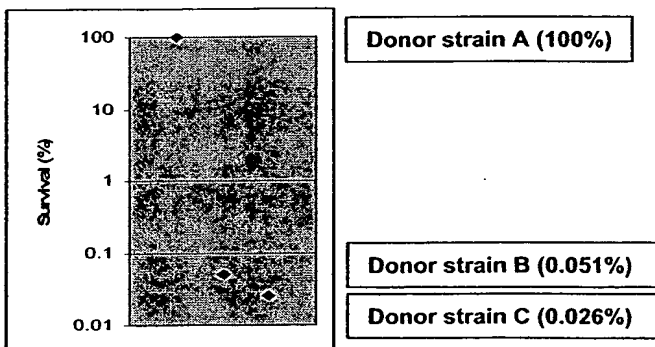 100
10
1
0.1
0.01
Survival (%)
Donor strain A (100%)
Donor strain B (0.051%)
Donor strain C (0.026%)